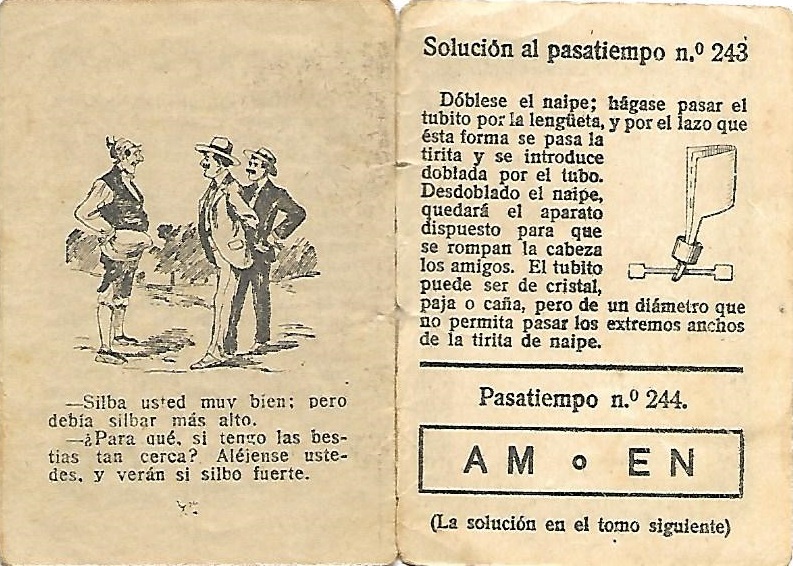 —Silba usted muy bien; pero
debía silbar más alto.
—¿Para qué, si tengo las bes-
tias tan cerca? Aléjense uste-
des, y verán si silbo fuerte.
Solución al pasatiempo n.º 243
Dóblese el naipe; hágase pasar el
tubito por la lengüeta, y por el lazo que
ésta forma se pasa la
tirita y se introduce
doblada por el tubo.
Desdoblado el naipe,
quedará el aparato
dispuesto para que
se rompan la cabeza
los amigos. El tubito
puede ser de cristal,
paja o caña, pero de un diámetro que
no permita pasar los extremos anchos
de la tirita de naipe.
Pasatiempo n.º 244.
AM o EN
(La solución en el tomo siguiente)